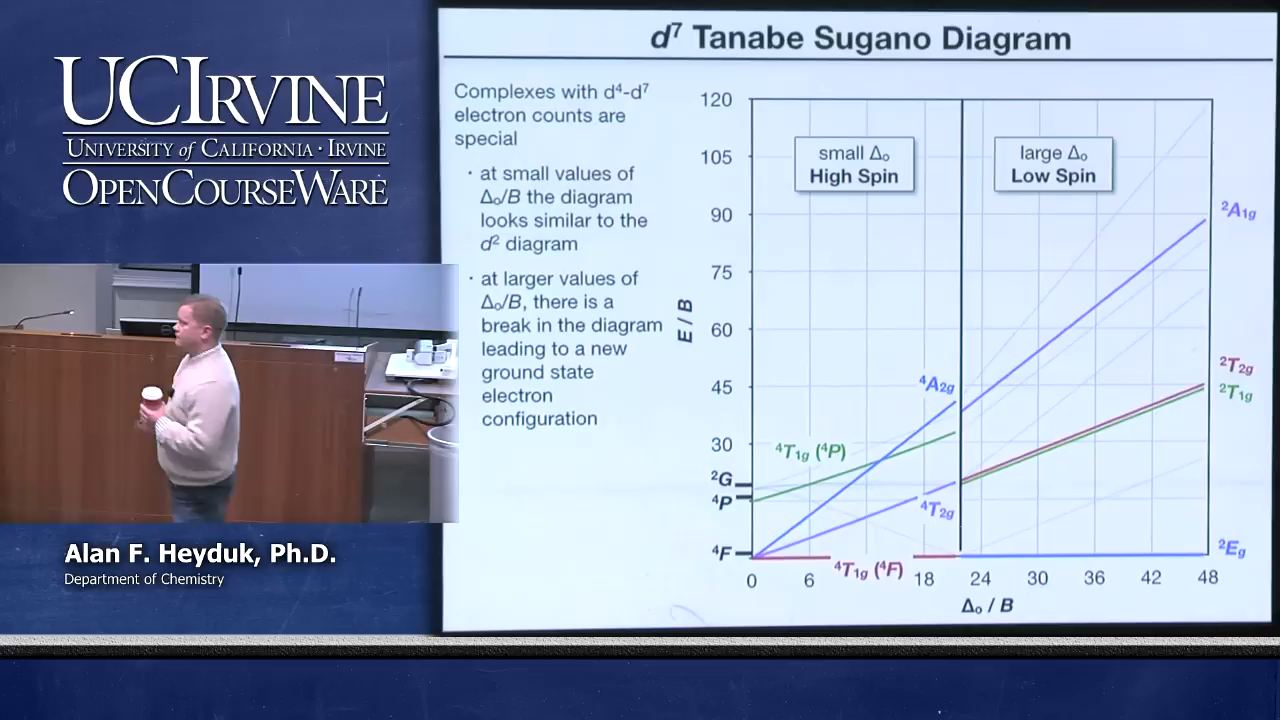 UCIRVINE
UNIVERSITY of CALIFORNIA · IRVINE
OPENCOURSEWARE
Alan F. Heyduk, Ph.D.
Department of Chemistry
d⁷ Tanabe Sugano Diagram
Complexes with d⁴-d⁷
electron counts are
special
· at small values of
Δₒ/B the diagram
looks similar to the
d² diagram
· at larger values of
Δₒ/B, there is a
break in the diagram
leading to a new
ground state
electron
configuration
E / B
120
105
90
75
60
45
30
²G
⁴P
⁴F
small Δₒ
High Spin
large Δₒ
Low Spin
⁴A2g
⁴T1g (⁴P)
⁴T2g
⁴T1g (⁴F)
²A1g
²T2g
²T1g
²Eg
0 6 18 24 30 36 42 48
Δₒ / B